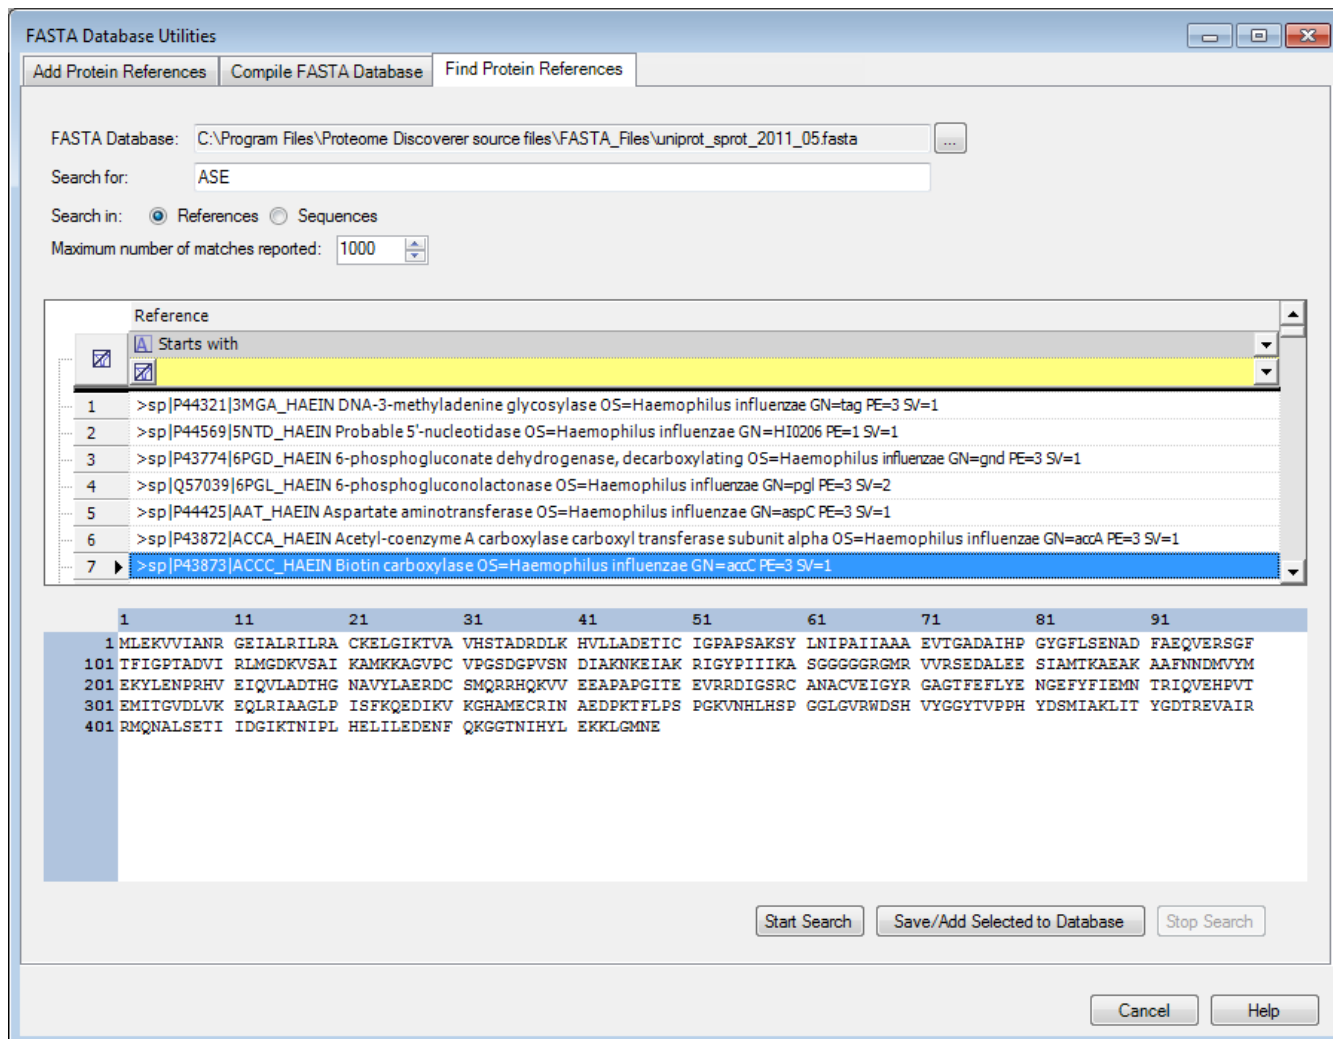 FASTA Database Utilities
Add Protein References Compile FASTA Database Find Protein References
FASTA Database: C:\Program Files\Proteome Discoverer source files\FASTA_Files\uniprot_sprot_2011_05.fasta ...
Search for: ASE
Search in: References Sequences
Maximum number of matches reported: 1000
Reference
A Starts with
1 >sp|P44321|3MGA_HAEIN DNA-3-methyladenine glycosylase OS=Haemophilus influenzae GN=tag PE=3 SV=1
2 >sp|P44569|5NTD_HAEIN Probable 5'-nucleotidase OS=Haemophilus influenzae GN=HI0206 PE=1 SV=1
3 >sp|P43774|6PGD_HAEIN 6-phosphogluconate dehydrogenase, decarboxylating OS=Haemophilus influenzae GN=gnd PE=3 SV=1
4 >sp|Q57039|6PGL_HAEIN 6-phosphogluconolactonase OS=Haemophilus influenzae GN=pgl PE=3 SV=2
5 >sp|P44425|AAT_HAEIN Aspartate aminotransferase OS=Haemophilus influenzae GN=aspC PE=3 SV=1
6 >sp|P43872|ACCA_HAEIN Acetyl-coenzyme A carboxylase carboxyl transferase subunit alpha OS=Haemophilus influenzae GN=accA PE=3 SV=1
7 >sp|P43873|ACCC_HAEIN Biotin carboxylase OS=Haemophilus influenzae GN=accC PE=3 SV=1
1 11 21 31 41 51 61 71 81 91
1 MLEKVVIANR GEIALRILRA CKELGIKTVA VHSTADRDLK HVLLADETIC IGPAPSAKSY LNIPAIIAAA EVTGADAIHP GYGFLSENAD FAEQVERSGF
101 TFIGPTADVI RLMGDKVSAI KAMKKAGVPC VPGSDGPVSN DIAKNKEIAK RIGYPIIIKA SGGGGGRGMR VVRSEDALEE SIAMTKAEAK AAFNNDMVYM
201 EKYLENPRHV EIQVLADTHG NAVYLAERDC SMQRRHQKVV EEAPAPGITE EVRRDIGSRC ANACVEIGYR GAGTFEFLYE NGEFYFIEMN TRIQVEHPVT
301 EMITGVDLVK EQLRIAAGLP ISFKQEDIKV KGHAMECRIN AEDPKTFLPS PGKVNHLHSP GGLGVRWDSH VYGGYTVPPH YDSMIAKLIT YGDTREVAIR
401 RMQNALSETI IDGIKTNIPL HELILEDENF QKGGTNIHYL EKKLGMNE
Start Search Save/Add Selected to Database Stop Search
Cancel Help